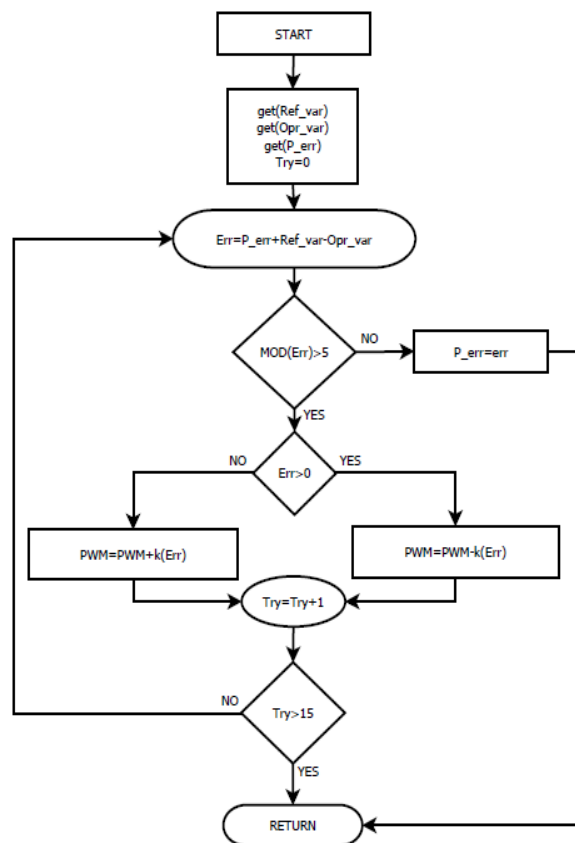 START
get(Ref_var)
get(Opr_var)
get(P_err)
Try=0
Err=P_err+Ref_var-Opr_var
MOD(Err)>5
NO
P_err=err
YES
Err>0
NO
YES
PWM=PWM+k(Err)
PWM=PWM-k(Err)
Try=Try+1
Try>15
NO
YES
RETURN